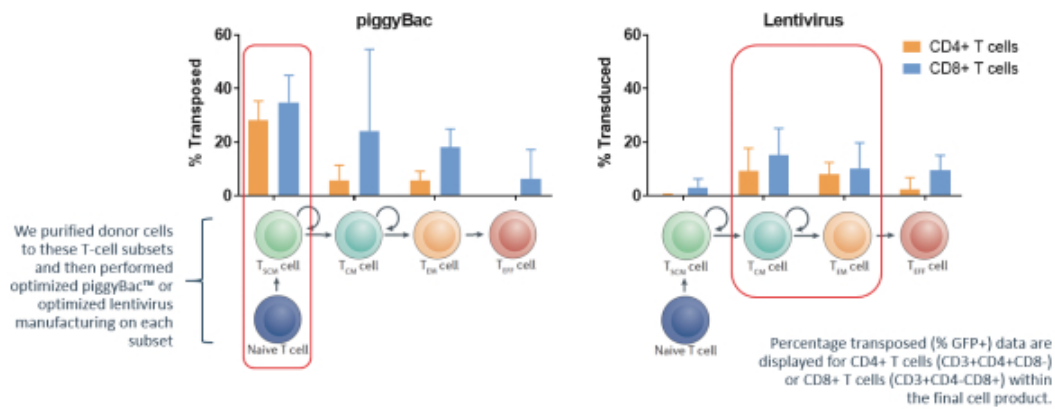 piggyBac
60
40
20
0
% Transposed
Lentivirus
60
40
20
0
% Transduced
CD4+ T cells
CD8+ T cells
We purified donor cells
to these T-cell subsets
and then performed
optimized piggyBac™ or
optimized lentivirus
manufacturing on each
subset
TSCM cell
TCM cell
TEM cell
TEFF cell
Naive T cell
TSCM cell
TCM cell
TEM cell
TEFF cell
Naive T cell
Percentage transposed (% GFP+) data are
displayed for CD4+ T cells (CD3+CD4+CD8-)
or CD8+ T cells (CD3+CD4-CD8+) within
the final cell product.